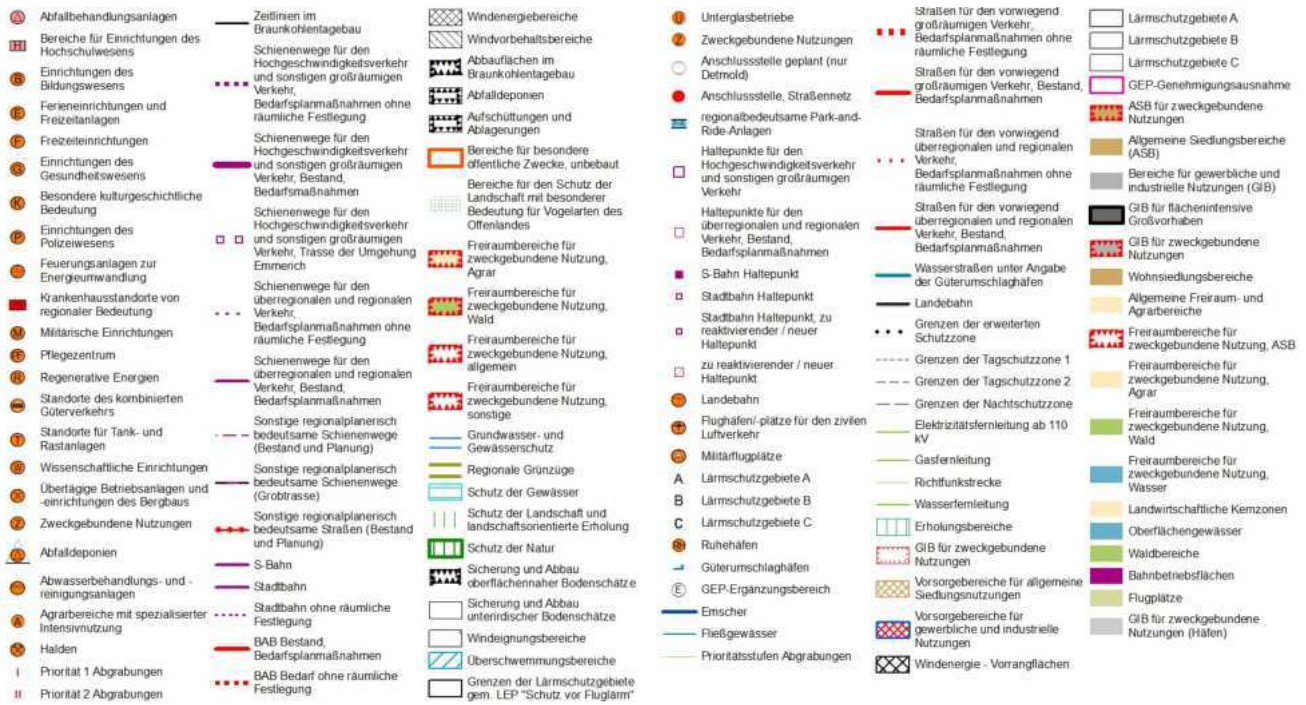 Abfallbehandlungsanlagen
Bereiche für Einrichtungen des
Hochschulwesens
Einrichtungen des
Bildungswesens
Ferieneinrichtungen und
Freizeitanlagen
Freizeiteinrichtungen
Einrichtungen des
Gesundheitswesens
Besondere kulturgeschichtliche
Bedeutung
Einrichtungen des
Polizeiwesens
Feuerungsanlagen zur
Energieumwandlung
Krankenhausstandorte von
regionaler Bedeutung
Militärische Einrichtungen
Pflegezentrum
Regenerative Energien
Standorte des kombinierten
Güterverkehrs
Standorte für Tank- und
Rastanlagen
Wissenschaftliche Einrichtungen
Übertägige Betriebsanlagen und
-einrichtungen des Bergbaus
Zweckgebundene Nutzungen
Abfalldeponien
Abwasserbehandlungs- und -
reinigungsanlagen
Agrarbereiche mit spezialisierter
Intensivnutzung
Halden
I Priorität 1 Abgrabungen
II Priorität 2 Abgrabungen
Zeitlinien im
Braunkohlentagebau
Schienenwege für den
Hochgeschwindigkeitsverkehr
und sonstigen großräumigen
Verkehr,
Bedarfsplanmaßnahmen ohne
räumliche Festlegung
Schienenwege für den
Hochgeschwindigkeitsverkehr
und sonstigen großräumigen
Verkehr, Bestand,
Bedarfsmaßnahmen
Schienenwege für den
Hochgeschwindigkeitsverkehr
und sonstigen großräumigen
Verkehr, Trasse der Umgehung
Emmerich
Schienenwege für den
überregionalen und regionalen
Verkehr,
Bedarfsplanmaßnahmen ohne
räumliche Festlegung
Schienenwege für den
überregionalen und regionalen
Verkehr, Bestand,
Bedarfsplanmaßnahmen
Sonstige regionalplanerisch
bedeutsame Schienenwege
(Bestand und Planung)
Sonstige regionalplanerisch
bedeutsame Schienenwege
(Grobtrasse)
Sonstige regionalplanerisch
bedeutsame Straßen (Bestand
und Planung)
S-Bahn
Stadtbahn
Stadtbahn ohne räumliche
Festlegung
BAB Bestand,
Bedarfsplanmaßnahmen
BAB Bedarf ohne räumliche
Festlegung
Windenergiebereiche
Windvorbehaltsbereiche
Abbauflächen im
Braunkohlentagebau
Abfalldeponien
Aufschüttungen und
Ablagerungen
Bereiche für besondere
öffentliche Zwecke, unbebaut
Bereiche für den Schutz der
Landschaft mit besonderer
Bedeutung für Vogelarten des
Offenlandes
Freiraumbereiche für
zweckgebundene Nutzung,
Agrar
Freiraumbereiche für
zweckgebundene Nutzung,
Wald
Freiraumbereiche für
zweckgebundene Nutzung,
allgemein
Freiraumbereiche für
zweckgebundene Nutzung,
sonstige
Grundwasser- und
Gewässerschutz
Regionale Grünzüge
Schutz der Gewässer
Schutz der Landschaft und
landschaftsorientierte Erholung
Schutz der Natur
Sicherung und Abbau
oberflächennaher Bodenschätze
Sicherung und Abbau
unterirdischer Bodenschätze
Windeignungsbereiche
Überschwemmungsbereiche
Grenzen der Lärmschutzgebiete
gem. LEP "Schutz vor Fluglärm"
Unterglasbetriebe
Zweckgebundene Nutzungen
Anschlussstelle geplant (nur
Detmold)
Anschlussstelle, Straßennetz
regionalbedeutsame Park-and-
Ride-Anlagen
Haltepunkte für den
Hochgeschwindigkeitsverkehr
und sonstigen großräumigen
Verkehr
Haltepunkte für den
überregionalen und regionalen
Verkehr, Bestand,
Bedarfsplanmaßnahmen
S-Bahn Haltepunkt
Stadtbahn Haltepunkt
Stadtbahn Haltepunkt, zu
reaktivierender / neuer
Haltepunkt
zu reaktivierender / neuer
Haltepunkt
Landebahn
Flughäfen/-plätze für den zivilen
Luftverkehr
Militärflugplätze
A Lärmschutzgebiete A
B Lärmschutzgebiete B
C Lärmschutzgebiete C
Ruhehäfen
Güterumschlaghäfen
E GEP-Ergänzungsbereich
Emscher
Fließgewässer
Prioritätsstufen Abgrabungen
Straßen für den vorwiegend
großräumigen Verkehr,
Bedarfsplanmaßnahmen ohne
räumliche Festlegung
Straßen für den vorwiegend
großräumigen Verkehr, Bestand,
Bedarfsplanmaßnahmen
Straßen für den vorwiegend
überregionalen und regionalen
Verkehr,
Bedarfsplanmaßnahmen ohne
räumliche Festlegung
Straßen für den vorwiegend
überregionalen und regionalen
Verkehr, Bestand,
Bedarfsplanmaßnahmen
Wasserstraßen unter Angabe
der Güterumschlaghäfen
Landebahn
Grenzen der erweiterten
Schutzzone
Grenzen der Tagschutzzone 1
Grenzen der Tagschutzzone 2
Grenzen der Nachtschutzzone
Elektrizitätsfernleitung ab 110
kV
Gasfernleitung
Richtfunkstrecke
Wasserfernleitung
Erholungsbereiche
GIB für zweckgebundene
Nutzungen
Vorsorgebereiche für allgemeine
Siedlungsnutzungen
Vorsorgebereiche für
gewerbliche und industrielle
Nutzungen
Windenergie - Vorrangflächen
Lärmschutzgebiete A
Lärmschutzgebiete B
Lärmschutzgebiete C
GEP-Genehmigungsausnahme
ASB für zweckgebundene
Nutzungen
Allgemeine Siedlungsbereiche
(ASB)
Bereiche für gewerbliche und
industrielle Nutzungen (GIB)
GIB für flächenintensive
Großvorhaben
GIB für zweckgebundene
Nutzungen
Wohnsiedlungsbereiche
Allgemeine Freiraum- und
Agrarbereiche
Freiraumbereiche für
zweckgebundene Nutzung, ASB
Freiraumbereiche für
zweckgebundene Nutzung,
Agrar
Freiraumbereiche für
zweckgebundene Nutzung,
Wald
Freiraumbereiche für
zweckgebundene Nutzung,
Wasser
Landwirtschaftliche Kernzonen
Oberflächengewässer
Waldbereiche
Bahnbetriebsflächen
Flugplätze
GIB für zweckgebundene
Nutzungen (Häfen)